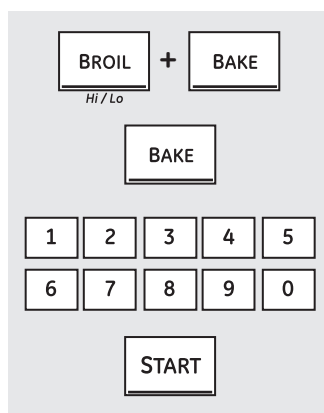 BROIL + BAKE
Hi / Lo
BAKE
1 2 3 4 5
6 7 8 9 0
START